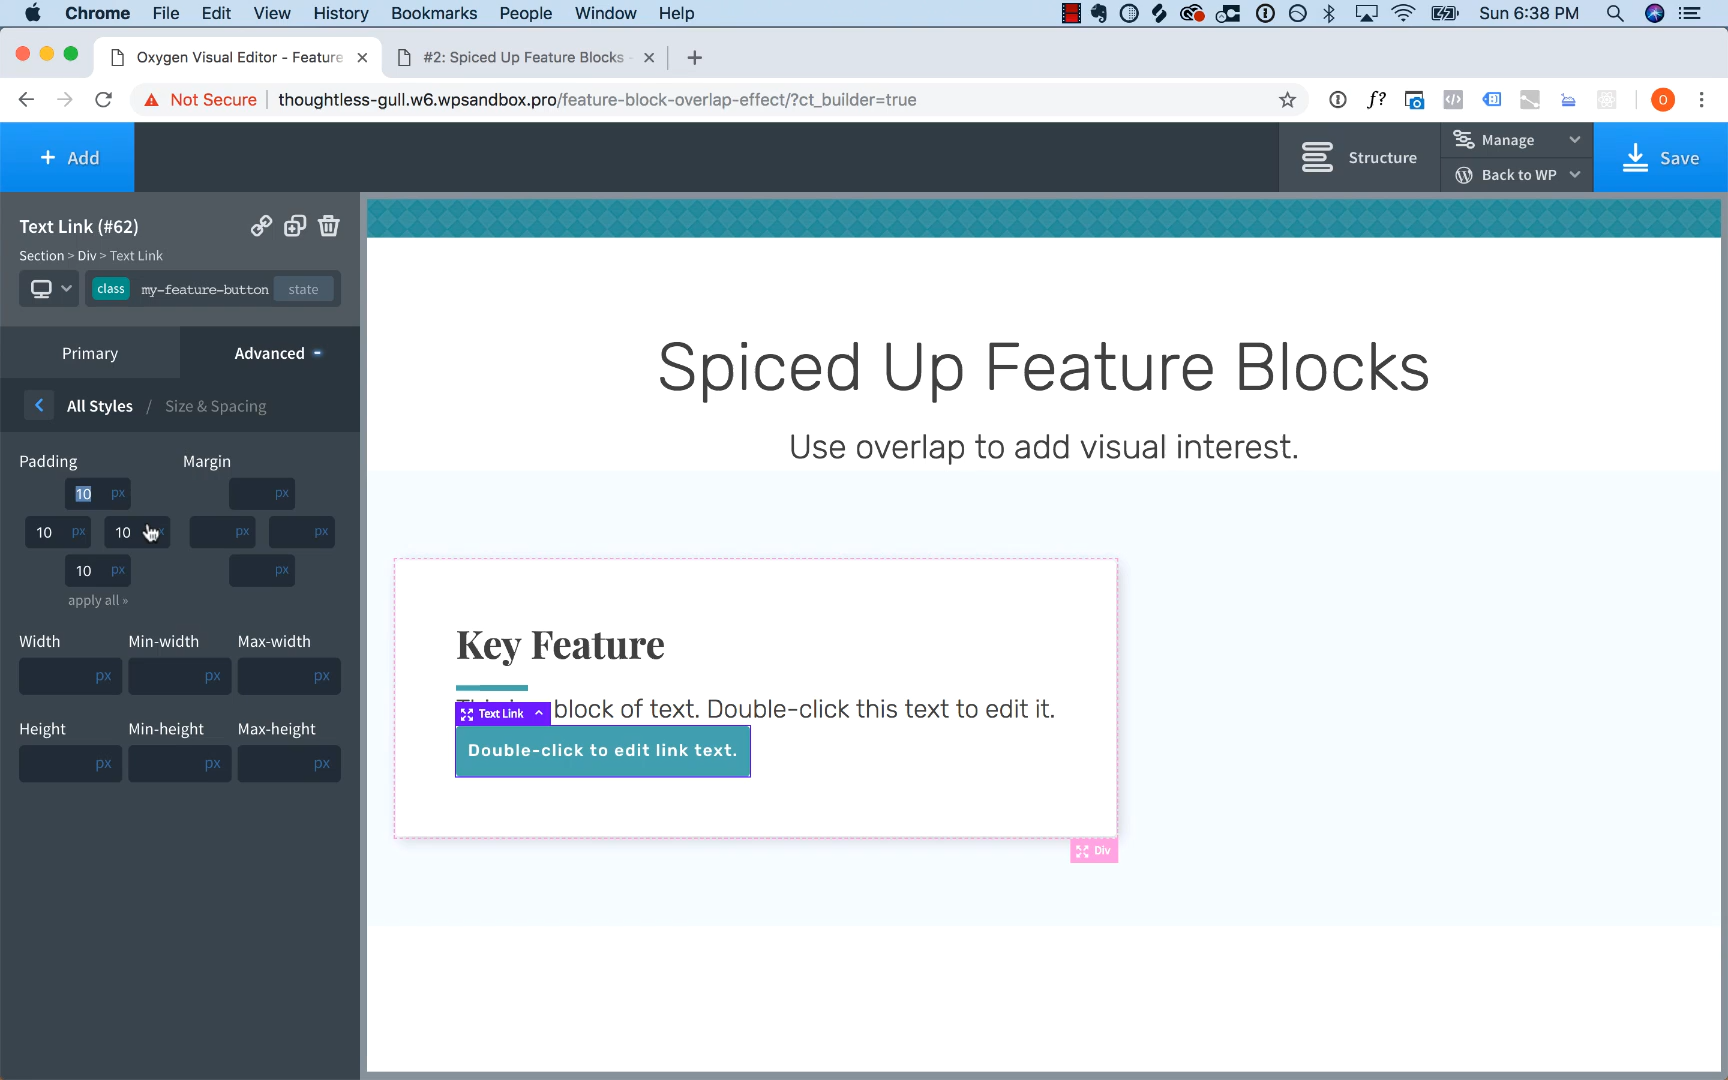 Chrome File Edit View History Bookmarks People Window Help Sun 6:38 PM
Oxygen Visual Editor - Feature #2: Spiced Up Feature Blocks -
Not Secure thoughtless-gull.w6.wpsandbox.pro/feature-block-overlap-effect/?ct_builder=true
+ Add
Structure
Manage
Back to WP
Save
Text Link (#62)
Section > Div > Text Link
class my-feature-button state
Primary Advanced
All Styles / Size & Spacing
Padding Margin
10 px px
10 px 10 px px
10 px px
apply all »
Width Min-width Max-width
px px px
Height Min-height Max-height
px px px
Spiced Up Feature Blocks
Use overlap to add visual interest.
Key Feature
block of text. Double-click this text to edit it.
Text Link
Double-click to edit link text.
Div